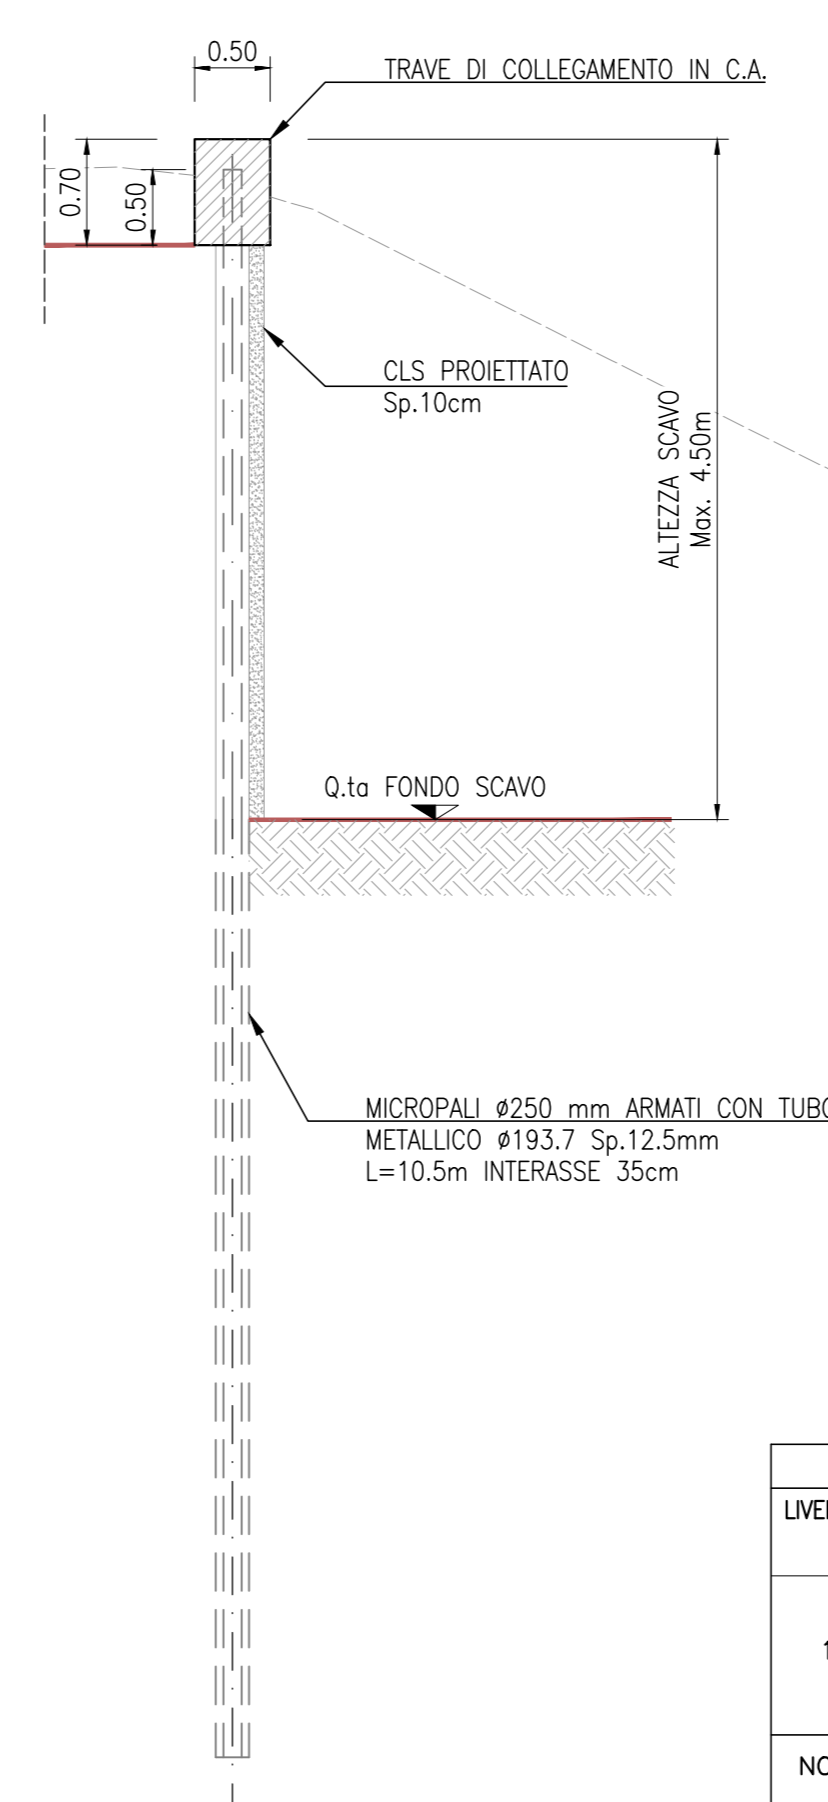 0.50
TRAVE DI COLLEGAMENTO IN C.A.
0.70
0.50
CLS PROIETTATO
Sp.10cm
ALTEZZA SCAVO
Max. 4.50m
Q.ta FONDO SCAVO
MICROPALI ø250 mm ARMATI CON TUBO
METALLICO ø193.7 Sp.12.5mm
L=10.5m INTERASSE 35cm